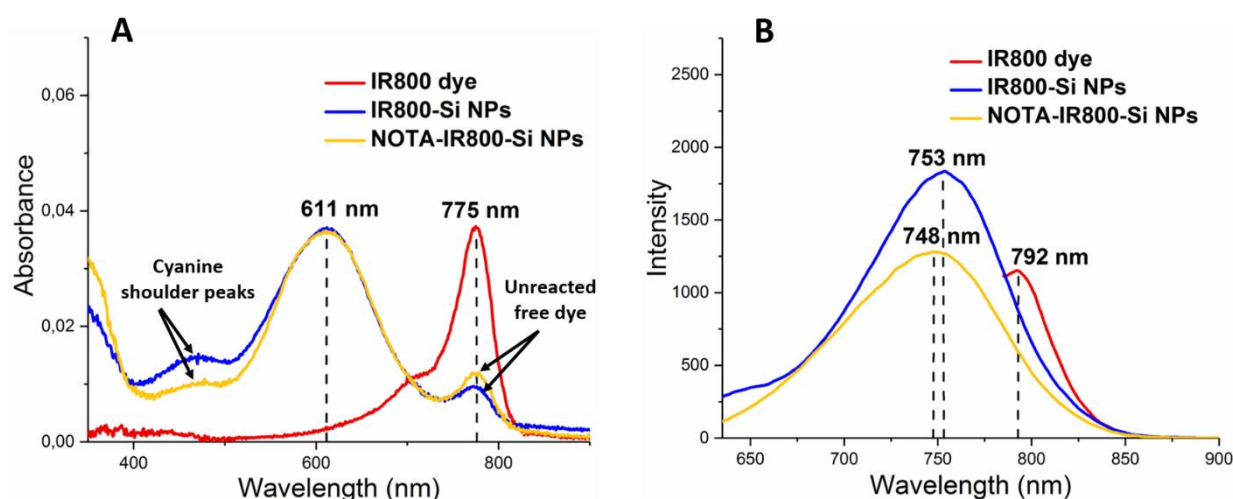 A
IR800 dye
IR800-Si NPs
NOTA-IR800-Si NPs
0,06
0,04
0,02
0,00
Absorbance
611 nm
775 nm
Cyanine
shoulder peaks
Unreacted
free dye
400
600
800
Wavelength (nm)
B
IR800 dye
IR800-Si NPs
NOTA-IR800-Si NPs
2500
2000
1500
1000
500
0
Intensity
753 nm
748 nm
792 nm
650
700
750
800
850
900
Wavelength (nm)